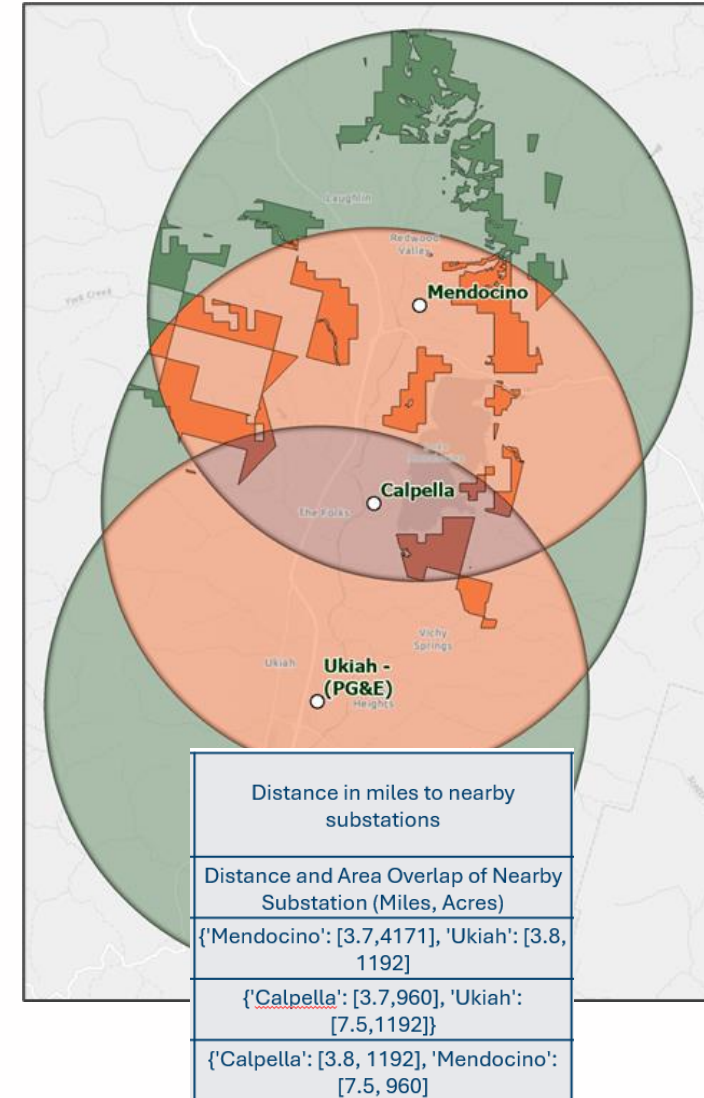 Laughlin
Redwood
Valley
Mendocino
York Creek
Calpella
The Forks
Vichy
Springs
Ukiah
Ukiah -
(PG&E)
Heights
Distance in miles to nearby
substations
Distance and Area Overlap of Nearby
Substation (Miles, Acres)
{'Mendocino': [3.7,4171], 'Ukiah': [3.8,
1192]
{'Calpella': [3.7,960], 'Ukiah':
[7.5,1192]}
{'Calpella': [3.8, 1192], 'Mendocino':
[7.5, 960]